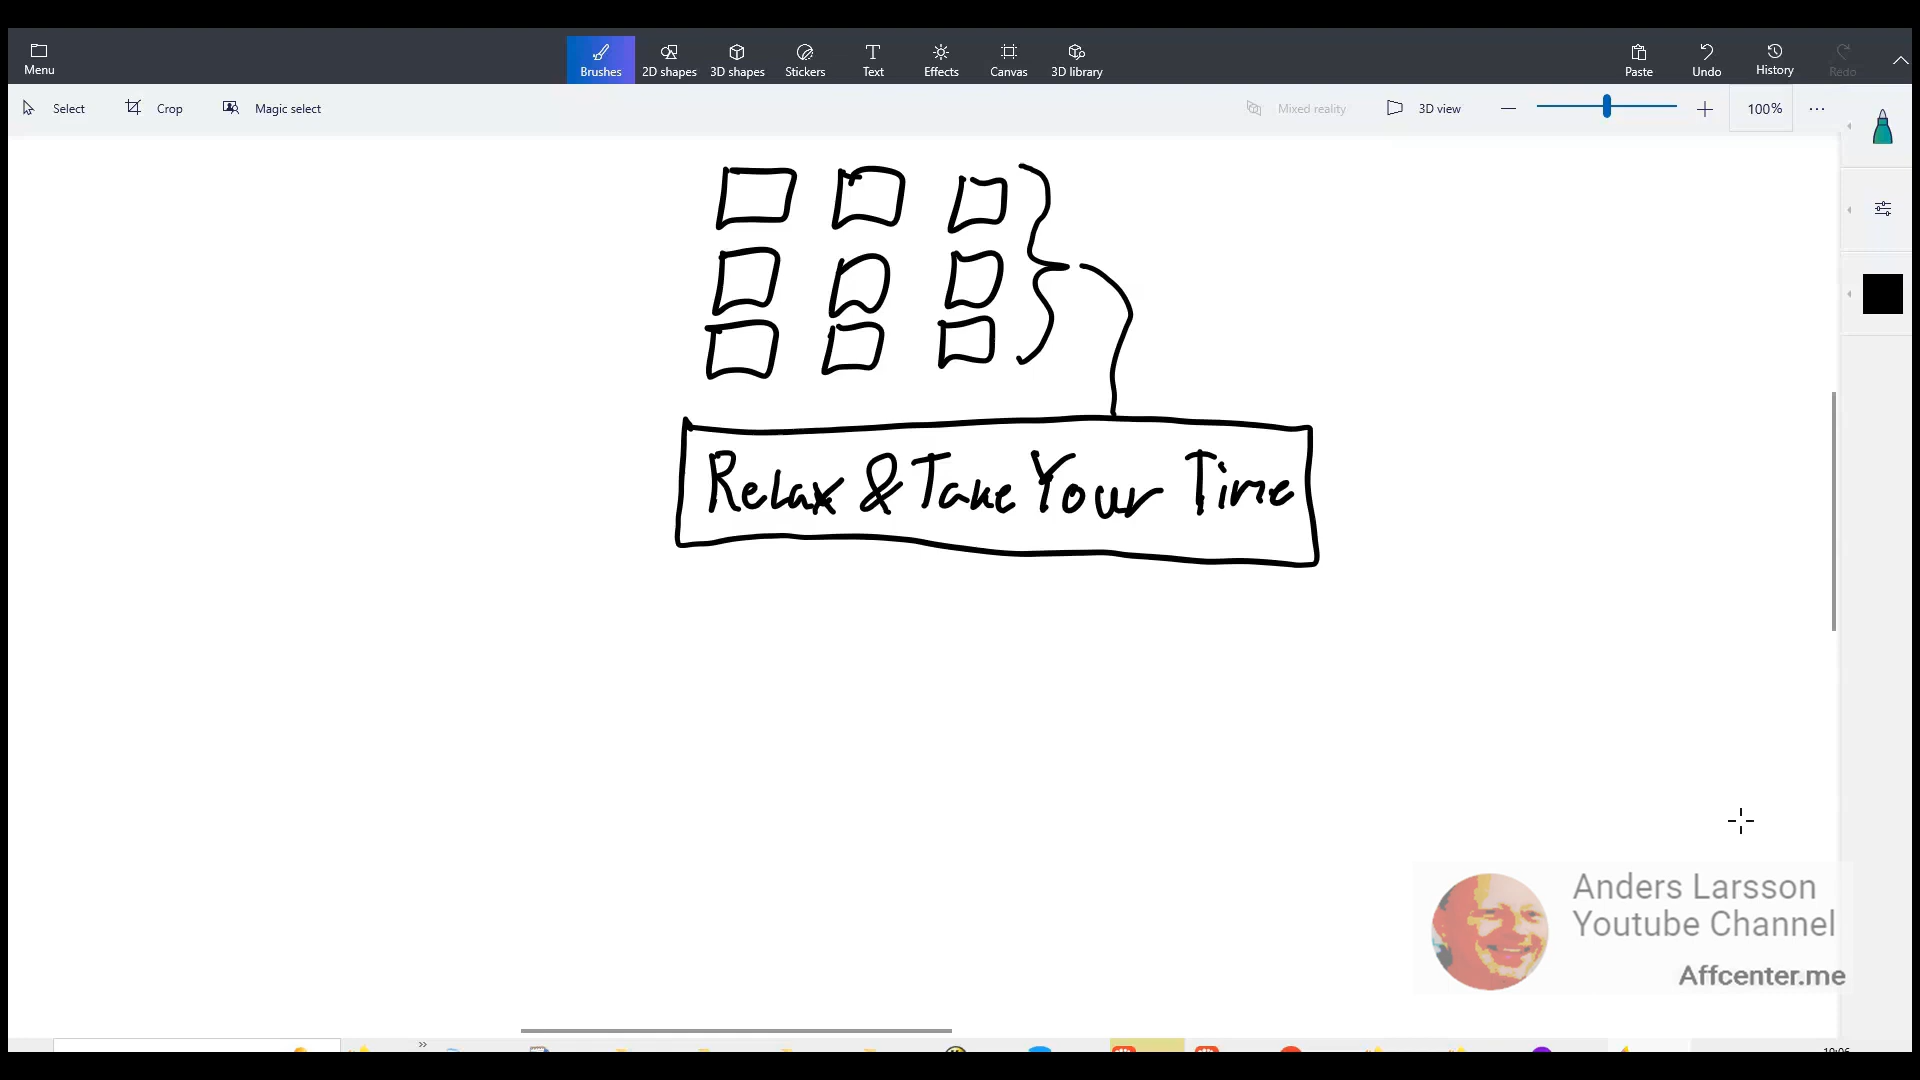 Menu
Brushes
2D shapes
3D shapes
Stickers
Text
Effects
Canvas
3D library
Paste
Undo
History
Redo
Select
Crop
Magic select
Mixed reality
3D view
100%
Relax & Take Your Time
Anders Larsson
Youtube Channel
Affcenter.me